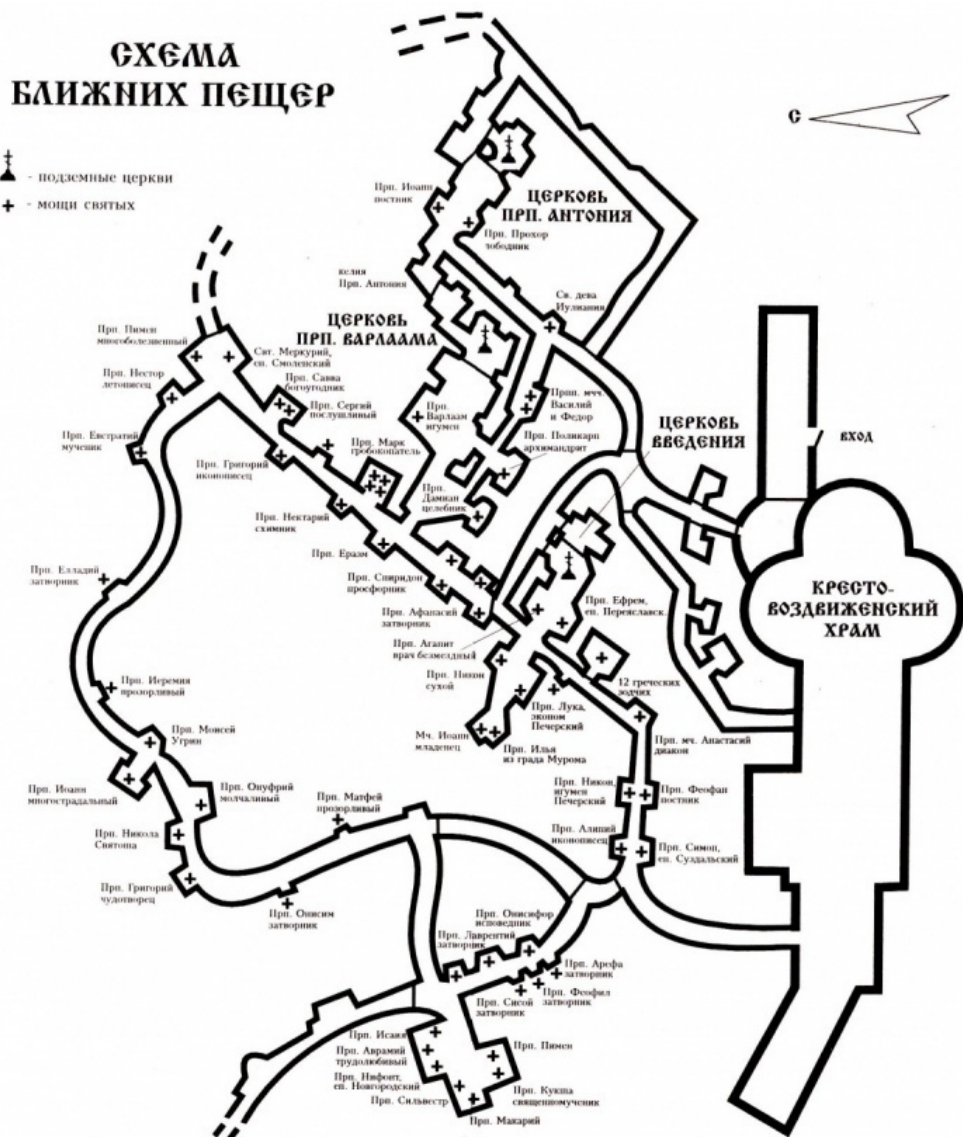 СХЕМА
БЛИЖНИХ ПЕЩЕР
- подземные церкви
- мощи святых
С
Прп. Иоанн
постник
ЦЕРКОВЬ
ПРП. АНТОНИЯ
Прп. Прохор
лободник
келия
Прп. Антония
Св. дева
Иулиания
ЦЕРКОВЬ
ПРП. ВАРЛААМА
Прп. Пимен
многоболезненный
Свт. Меркурий,
еп. Смоленский
Прп. Нестор
летописец
Прп. Савва
богоугодник
Прп. Сергий
послушливый
Прп.
Варлаам
игумен
Прпп. мчч.
Василий
и Федор
Прп. Евстратий
мученик
Прп. Марк
гробокопатель
Прп. Поликарп
архимандрит
ЦЕРКОВЬ
ВВЕДЕНИЯ
ВХОД
Прп. Григорий
иконописец
Прп.
Дамиан
целебник
Прп. Нектарий
схимник
Прп. Еразм
Прп. Елладий
затворник
Прп. Спиридон
просфорник
Прп. Афанасий
затворник
Прп. Ефрем,
еп. Переяславск.
КРЕСТО-
ВОЗДВИЖЕНСКИЙ
ХРАМ
Прп. Агапит
врач безмездный
Прп. Никон
сухой
12 греческих
зодчих
Прп. Иеремия
прозорливый
Прп. Лука,
эконом
Печерский
Прп. Моисей
Угрин
Мч. Иоанн
младенец
Прп. Илья
из града Мурома
Прп. мч. Анастасий
диакон
Прп. Иоанн
многострадальный
Прп. Онуфрий
молчаливый
Прп. Матфей
прозорливый
Прп. Никон,
игумен
Печерский
Прп. Феофан
постник
Прп. Никола
Святоша
Прп. Алипий
иконописец
Прп. Симон,
еп. Суздальский
Прп. Григорий
чудотворец
Прп. Онисим
затворник
Прп. Онисифор
исповедник
Прп. Лаврентий
затворник
Прп. Арефа
затворник
Прп. Феофил
затворник
Прп. Сисой
затворник
Прп. Исаия
Прп. Аврамий
трудолюбивый
Прп. Пимен
Прп. Нифонт,
еп. Новгородский
Прп. Сильвестр
Прп. Кукша
священномученик
Прп. Макарий